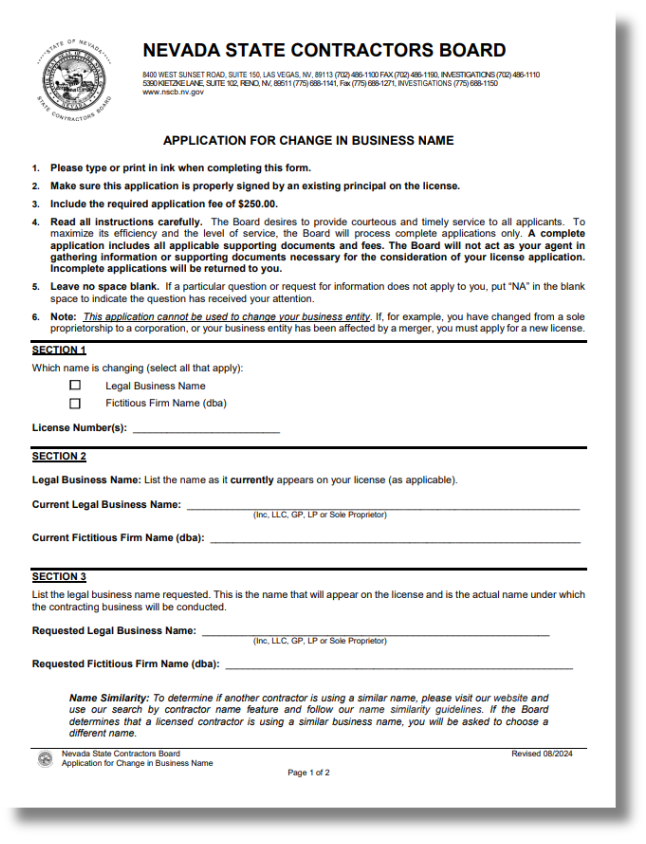 STATE OF NEVADA
STATE CONTRACTORS BOARD
NEVADA STATE CONTRACTORS BOARD
8400 WEST SUNSET ROAD, SUITE 150, LAS VEGAS, NV, 89113 (702) 486-1100 FAX (702) 486-1190, INVESTIGATIONS (702) 486-1110
5390 KIETZKE LANE, SUITE 102, RENO, NV, 89511 (775) 688-1141, Fax (775) 688-1271, INVESTIGATIONS (775) 688-1150
www.nscb.nv.gov
APPLICATION FOR CHANGE IN BUSINESS NAME
1. Please type or print in ink when completing this form.
2. Make sure this application is properly signed by an existing principal on the license.
3. Include the required application fee of $250.00.
4. Read all instructions carefully. The Board desires to provide courteous and timely service to all applicants. To
maximize its efficiency and the level of service, the Board will process complete applications only. A complete
application includes all applicable supporting documents and fees. The Board will not act as your agent in
gathering information or supporting documents necessary for the consideration of your license application.
Incomplete applications will be returned to you.
5. Leave no space blank. If a particular question or request for information does not apply to you, put “NA” in the blank
space to indicate the question has received your attention.
6. Note: This application cannot be used to change your business entity. If, for example, you have changed from a sole
proprietorship to a corporation, or your business entity has been affected by a merger, you must apply for a new license.
SECTION 1
Which name is changing (select all that apply):
☐ Legal Business Name
☐ Fictitious Firm Name (dba)
License Number(s): ___________________________
SECTION 2
Legal Business Name: List the name as it currently appears on your license (as applicable).
Current Legal Business Name: ___________________________
(Inc, LLC, GP, LP or Sole Proprietor)
Current Fictitious Firm Name (dba): ___________________________
SECTION 3
List the legal business name requested. This is the name that will appear on the license and is the actual name under which
the contracting business will be conducted.
Requested Legal Business Name: ___________________________
(Inc, LLC, GP, LP or Sole Proprietor)
Requested Fictitious Firm Name (dba): ___________________________
Name Similarity: To determine if another contractor is using a similar name, please visit our website and
use our search by contractor name feature and follow our name similarity guidelines. If the Board
determines that a licensed contractor is using a similar business name, you will be asked to choose a
different name.
Nevada State Contractors Board
Application for Change in Business Name
Revised 08/2024
Page 1 of 2